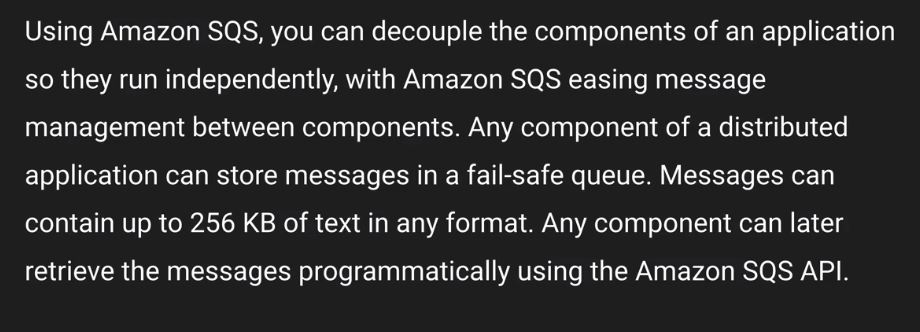 Using Amazon SQS, you can decouple the components of an application
so they run independently, with Amazon SQS easing message
management between components. Any component of a distributed
application can store messages in a fail-safe queue. Messages can
contain up to 256 KB of text in any format. Any component can later
retrieve the messages programmatically using the Amazon SQS API.